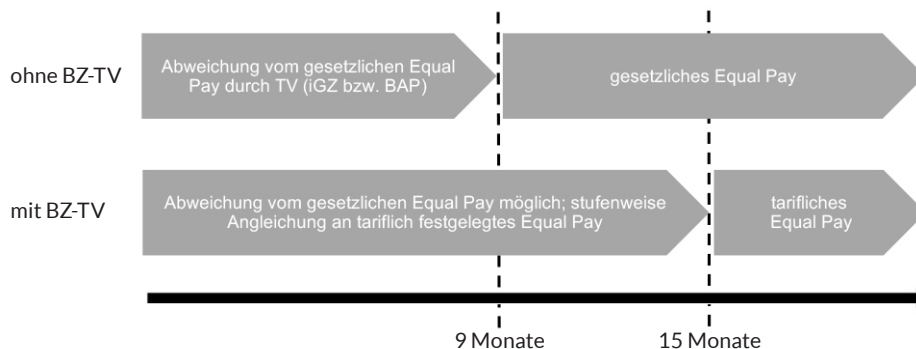 ohne BZ-TV
Abweichung vom gesetzlichen Equal
Pay durch TV (iGZ bzw. BAP)
gesetzliches Equal Pay
mit BZ-TV
Abweichung vom gesetzlichen Equal Pay möglich; stufenweise
Angleichung an tariflich festgelegtes Equal Pay
tarifliches
Equal Pay
9 Monate
15 Monate